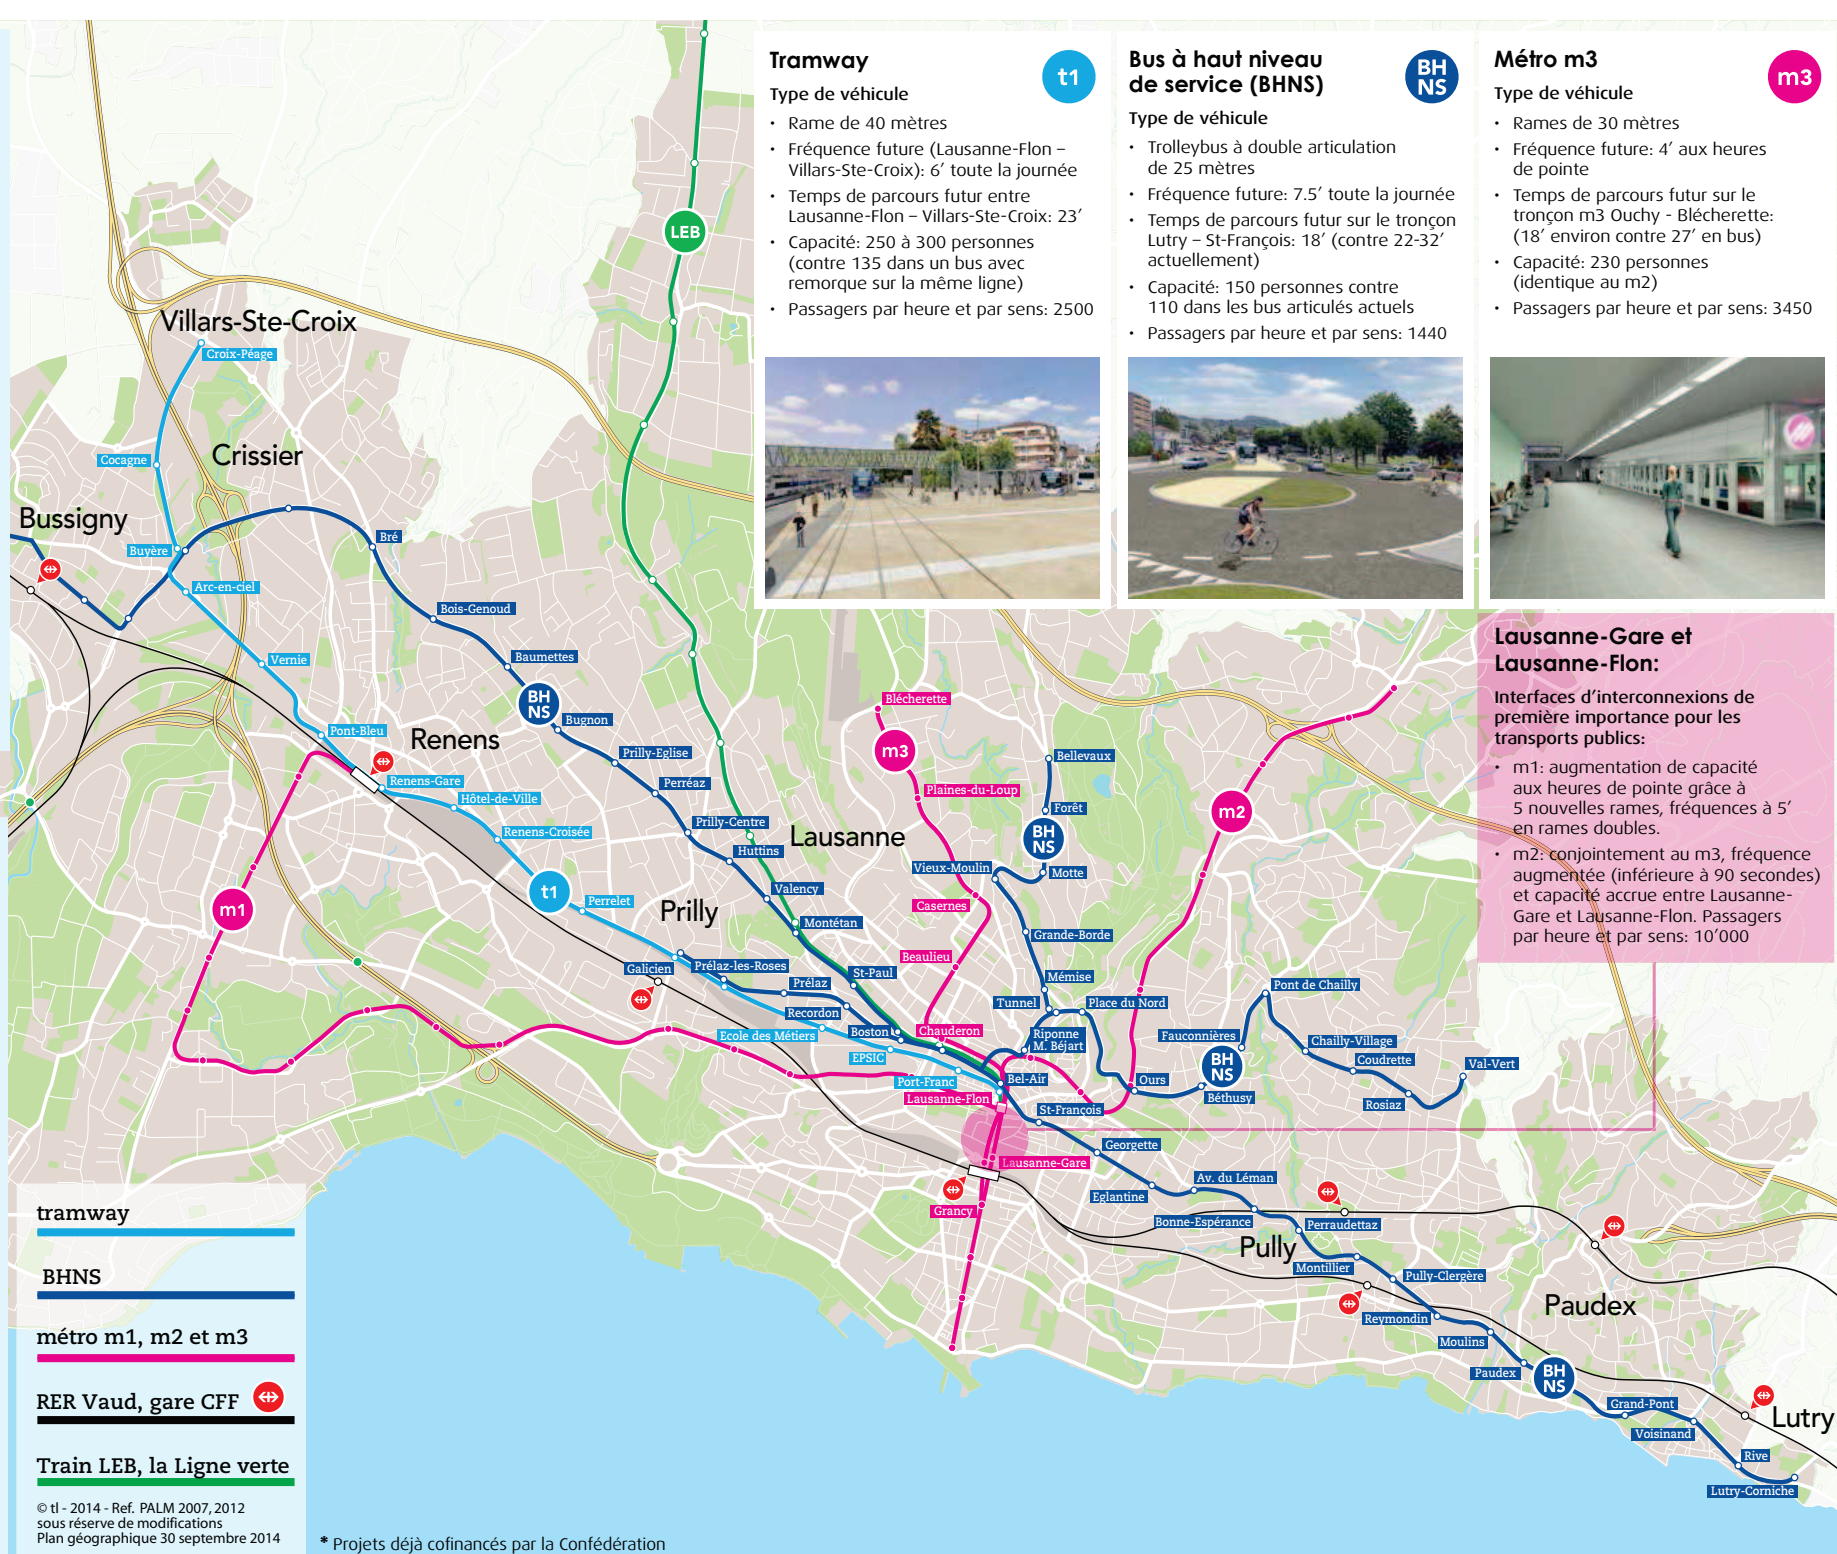 Tramway
t1
Type de véhicule
• Rame de 40 mètres
• Fréquence future (Lausanne-Flon –
Villars-Ste-Croix): 6’ toute la journée
• Temps de parcours futur entre
Lausanne-Flon – Villars-Ste-Croix: 23’
• Capacité: 250 à 300 personnes
(contre 135 dans un bus avec
remorque sur la même ligne)
• Passagers par heure et par sens: 2500
Bus à haut niveau
de service (BHNS)
BH
NS
Type de véhicule
• Trolleybus à double articulation
de 25 mètres
• Fréquence future: 7.5’ toute la journée
• Temps de parcours futur sur le tronçon
Lutry – St-François: 18’ (contre 22-32’
actuellement)
• Capacité: 150 personnes contre
110 dans les bus articulés actuels
• Passagers par heure et par sens: 1440
Métro m3
m3
Type de véhicule
• Rames de 30 mètres
• Fréquence future: 4’ aux heures
de pointe
• Temps de parcours futur sur le
tronçon m3 Ouchy - Blécherette:
(18’ environ contre 27’ en bus)
• Capacité: 230 personnes
(identique au m2)
• Passagers par heure et par sens: 3450
Lausanne-Gare et
Lausanne-Flon:
Interfaces d’interconnexions de
première importance pour les
transports publics:
• m1: augmentation de capacité
aux heures de pointe grâce à
5 nouvelles rames, fréquences à 5’
en rames doubles.
• m2: conjointement au m3, fréquence
augmentée (inférieure à 90 secondes)
et capacité accrue entre Lausanne-
Gare et Lausanne-Flon. Passagers
par heure et par sens: 10’000
LEB
Villars-Ste-Croix
Croix-Péage
Crissier
Cocagne
Bussigny
Buyère
Bré
Arc-en-ciel
Bois-Genoud
Vernie
Baumettes
BH
NS
Bugnon
Pont-Bleu
Renens
Prilly-Eglise
Renens-Gare
Perréaz
Hôtel-de-Ville
Prilly-Centre
Renens-Croisée
Huttins
Lausanne
t1
Valency
Perrelet
Prilly
Montétan
m1
Galicien
Prélaz-les-Roses
Prélaz
St-Paul
Recordon
Ecole des Métiers
Boston
EPSIC
Port-Franc
Blécherette
m3
Plaines-du-Loup
Bellevaux
Forêt
BH
NS
m2
Vieux-Moulin
Motte
Casernes
Grande-Borde
Beaulieu
Mémise
Tunnel
Place du Nord
Chauderon
Riponne
M. Béjart
Bel-Air
Lausanne-Flon
St-François
Ours
Pont de Chailly
Fauconnières
BH
NS
Béthusy
Chailly-Village
Coudrette
Val-Vert
Rosiaz
Georgette
Lausanne-Gare
Grancy
Eglantine
Av. du Léman
Bonne-Espérance
Perraudettaz
Pully
Montillier
Pully-Clergère
Paudex
Reymondin
Moulins
Paudex
BH
NS
Grand-Pont
Voisinand
Lutry
Rive
Lutry-Corniche
tramway
BHNS
métro m1, m2 et m3
RER Vaud, gare CFF
Train LEB, la Ligne verte
© tl - 2014 - Ref. PALM 2007, 2012
sous réserve de modifications
Plan géographique 30 septembre 2014
* Projets déjà cofinancés par la Confédération